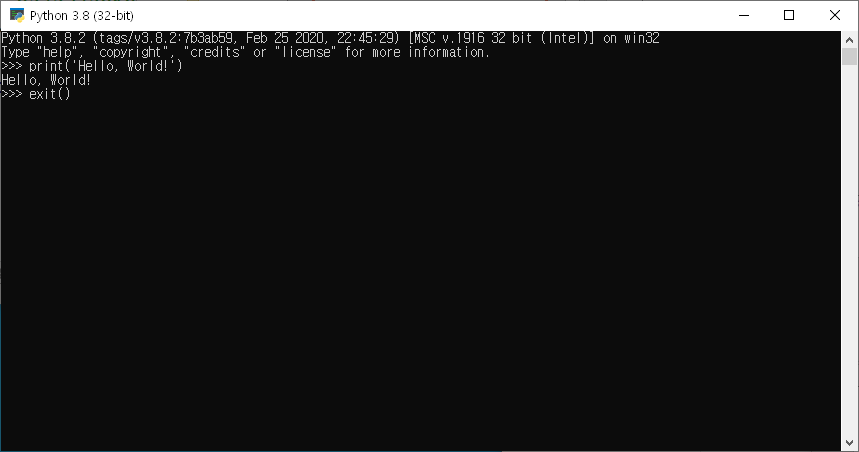 Python 3.8 (32-bit)
Python 3.8.2 (tags/v3.8.2:7b3ab59, Feb 25 2020, 22:45:29) [MSC v.1916 32 bit (Intel)] on win32
Type "help", "copyright", "credits" or "license" for more information.
>>> print('Hello, World!')
Hello, World!
>>> exit()